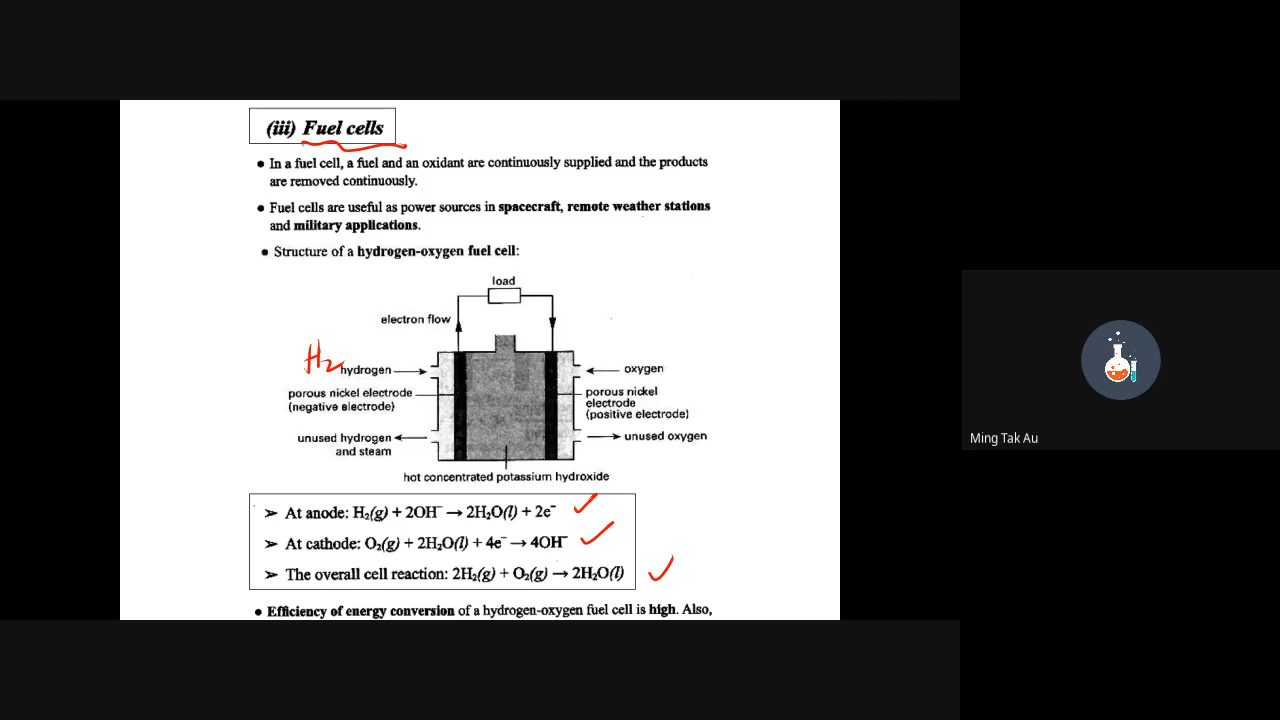 (iii) Fuel cells
● In a fuel cell, a fuel and an oxidant are continuously supplied and the products
are removed continuously.
● Fuel cells are useful as power sources in spacecraft, remote weather stations
and military applications.
● Structure of a hydrogen-oxygen fuel cell:
load
electron flow
H₂
hydrogen
oxygen
porous nickel electrode
(negative electrode)
porous nickel
electrode
(positive electrode)
unused hydrogen
and steam
unused oxygen
hot concentrated potassium hydroxide
➢ At anode: H₂(g) + 2OH⁻ → 2H₂O(l) + 2e⁻
➢ At cathode: O₂(g) + 2H₂O(l) + 4e⁻ → 4OH⁻
➢ The overall cell reaction: 2H₂(g) + O₂(g) → 2H₂O(l)
● Efficiency of energy conversion of a hydrogen-oxygen fuel cell is high. Also,
Ming Tak Au